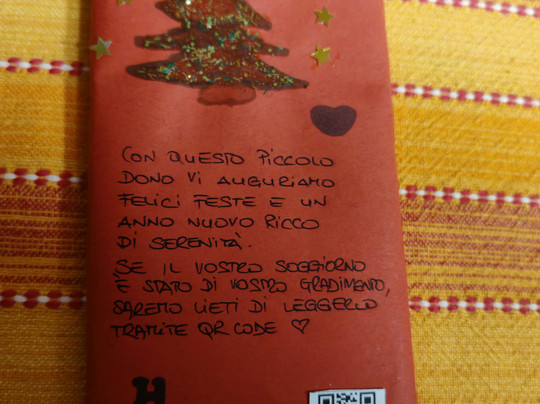 CON QUESTO PICCOLO
DONO VI AUGURIAMO
FELICI FESTE E UN
ANNO NUOVO RICCO
DI SERENITÀ.
SE IL VOSTRO SOGGIORNO
È STATO DI VOSTRO GRADIMENTO,
SAREMO LIETI DI LEGGERLO
TRAMITE QR CODE ♡
H